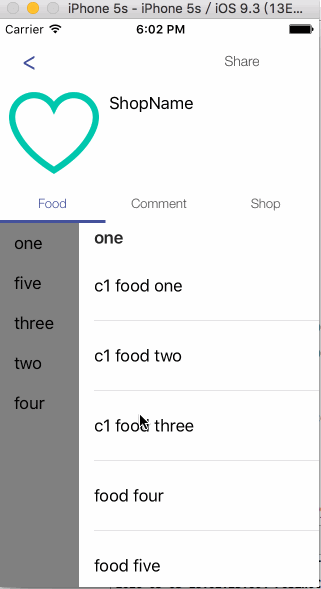 iPhone 5s - iPhone 5s / iOS 9.3 (13E...
Carrier 6:02 PM
< Share
ShopName
Food Comment Shop
one
one
five
three
two
four
c1 food one
c1 food two
c1 food three
food four
food five